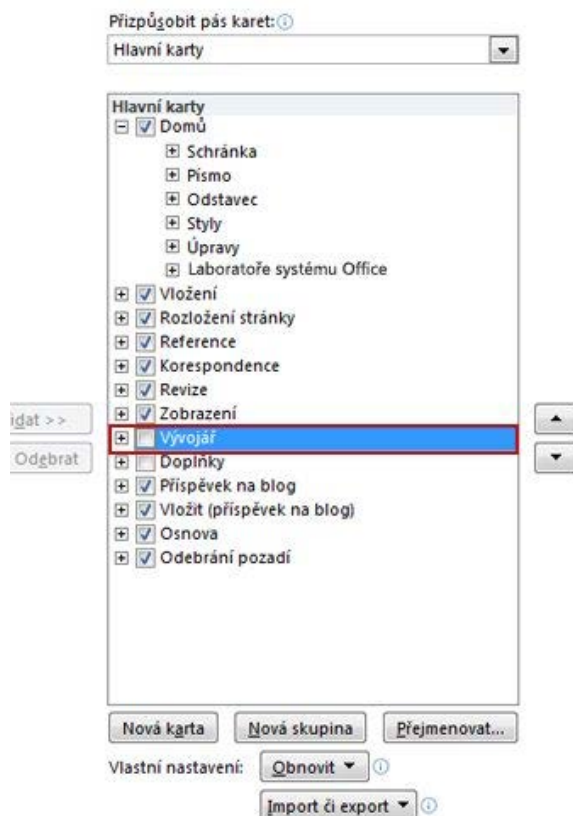 Přizpůsobit pás karet:
Hlavní karty
Hlavní karty
Domů
Schránka
Písmo
Odstavec
Styly
Úpravy
Laboratoře systému Office
Vložení
Rozložení stránky
Reference
Korespondence
Revize
Zobrazení
idat >>
Vývojář
Odebrat
Doplňky
Příspěvek na blog
Vložit (příspěvek na blog)
Osnova
Odebrání pozadí
Nová karta Nová skupina Přejmenovat...
Vlastní nastavení: Obnovit
Import či export